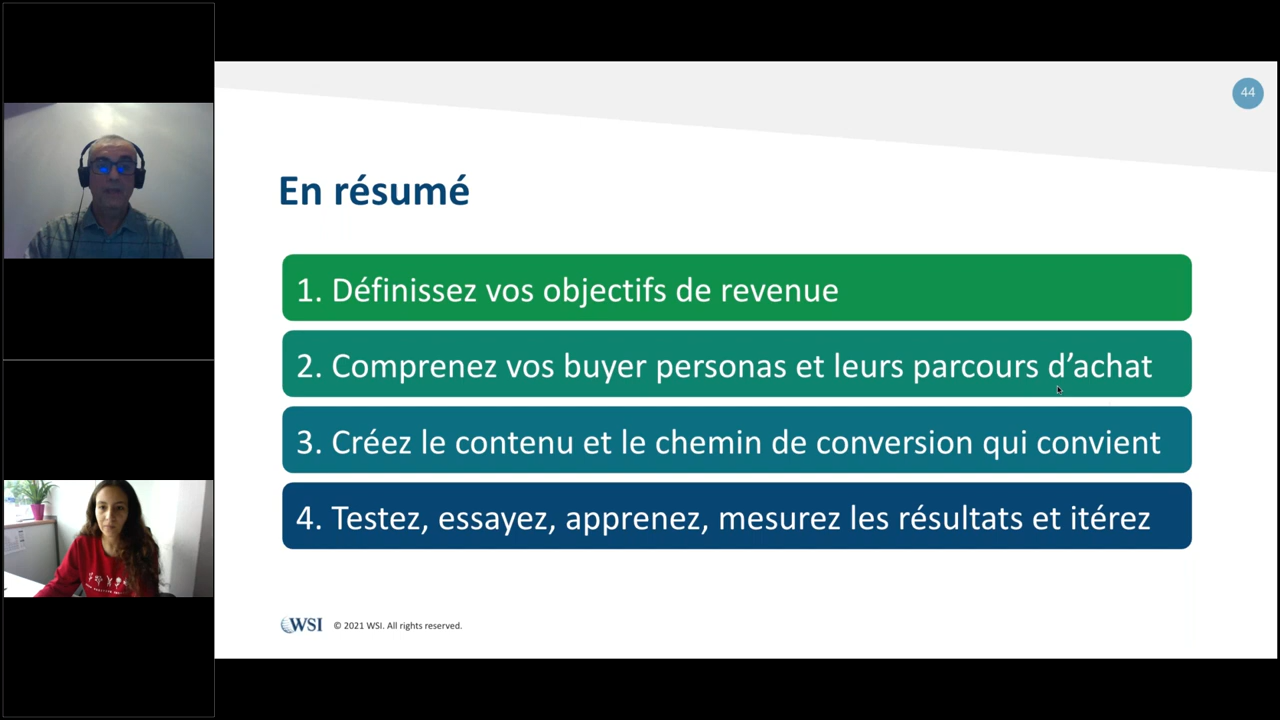 44
En résumé
1. Définissez vos objectifs de revenue
2. Comprenez vos buyer personas et leurs parcours d’achat
3. Créez le contenu et le chemin de conversion qui convient
4. Testez, essayez, apprenez, mesurez les résultats et itérez
WSI © 2021 WSI. All rights reserved.